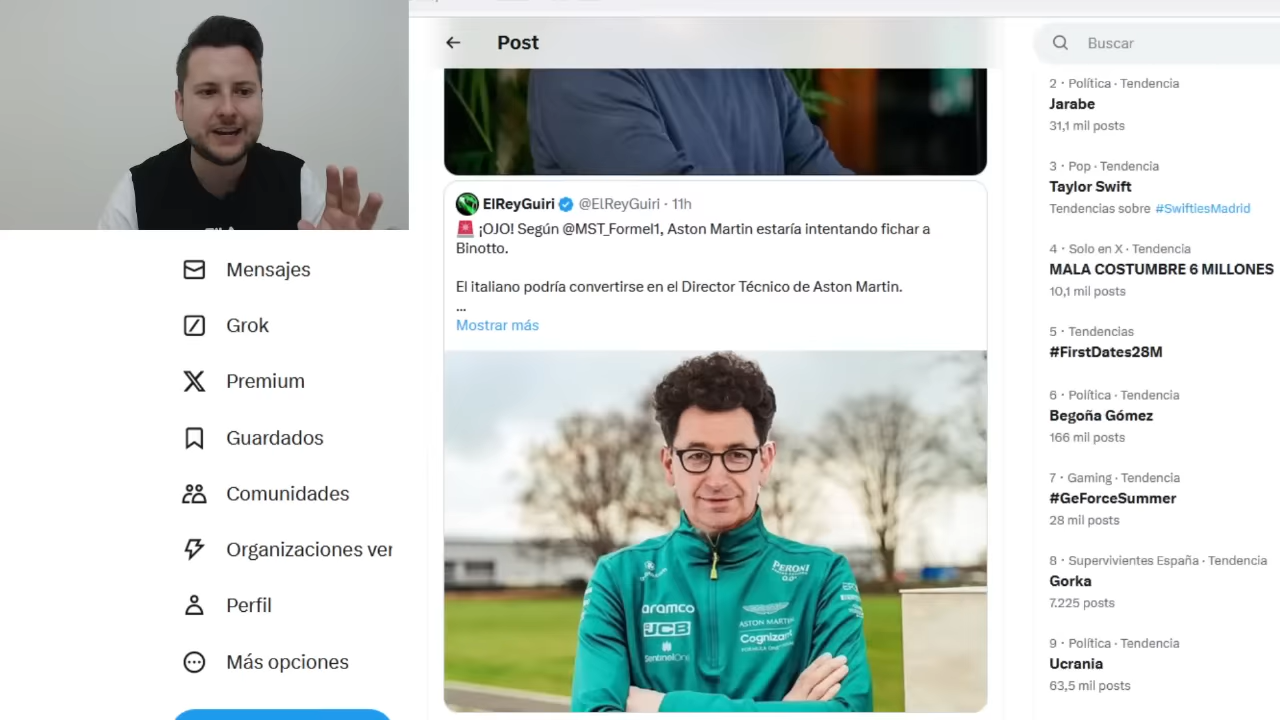 Post
Buscar
ElReyGuiri @ElReyGuiri · 11h
🚨 ¡OJO! Según @MST_Formel1, Aston Martin estaría intentando fichar a
Binotto.
El italiano podría convertirse en el Director Técnico de Aston Martin.
...
Mostrar más
PERONI
0.0%
aramco
JCB
SentinelOne
ASTON MARTIN
Cognizant
Mensajes
Grok
Premium
Guardados
Comunidades
Organizaciones ver
Perfil
Más opciones
2 · Política · Tendencia
Jarabe
31,1 mil posts
3 · Pop · Tendencia
Taylor Swift
Tendencias sobre #SwiftiesMadrid
4 · Solo en X · Tendencia
MALA COSTUMBRE 6 MILLONES
10,1 mil posts
5 · Tendencias
#FirstDates28M
6 · Política · Tendencia
Begoña Gómez
166 mil posts
7 · Gaming · Tendencia
#GeForceSummer
28 mil posts
8 · Supervivientes España · Tendencia
Gorka
7.225 posts
9 · Política · Tendencia
Ucrania
63,5 mil posts